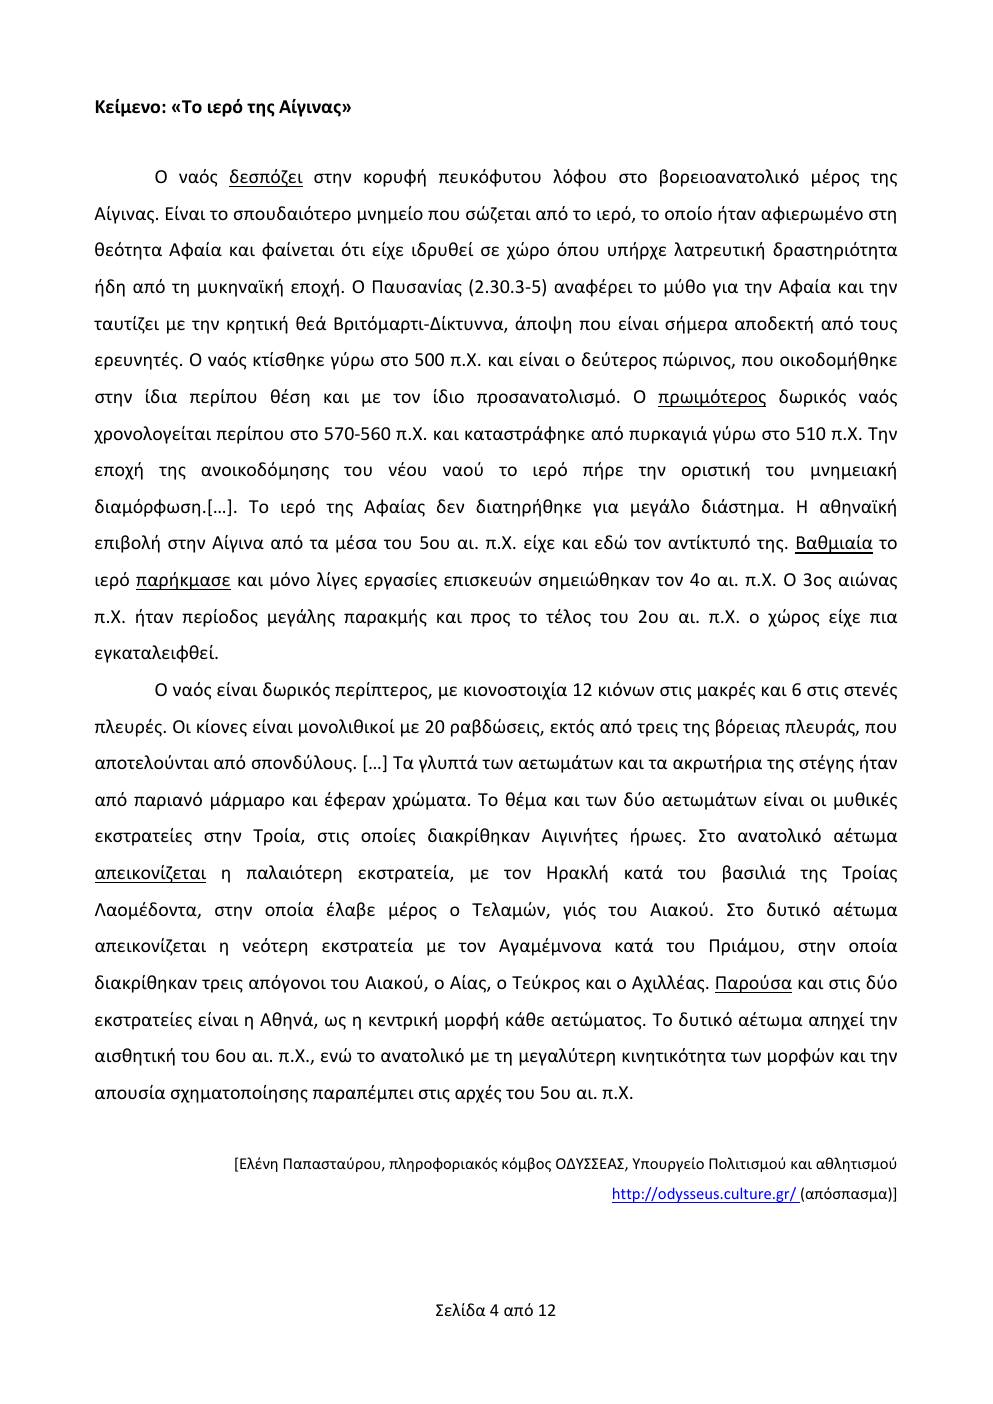 Κείμενο: «Το ιερό της Αίγινας»
Ο ναός δεσπόζει στην κορυφή πευκόφυτου λόφου στο βορειοανατολικό μέρος της
Αίγινας. Είναι το σπουδαιότερο μνημείο που σώζεται από το ιερό, το οποίο ήταν αφιερωμένο στη
θεότητα Αφαία και φαίνεται ότι είχε ιδρυθεί σε χώρο όπου υπήρχε λατρευτική δραστηριότητα
ήδη από τη μυκηναϊκή εποχή. Ο Παυσανίας (2.30.3-5) αναφέρει το μύθο για την Αφαία και την
ταυτίζει με την κρητική θεά Βριτόμαρτι-Δίκτυννα, άποψη που είναι σήμερα αποδεκτή από τους
ερευνητές. Ο ναός κτίσθηκε γύρω στο 500 π.Χ. και είναι ο δεύτερος πώρινος, που οικοδομήθηκε
στην ίδια περίπου θέση και με τον ίδιο προσανατολισμό. Ο πρωιμότερος δωρικός ναός
χρονολογείται περίπου στο 570-560 π.Χ. και καταστράφηκε από πυρκαγιά γύρω στο 510 π.Χ. Την
εποχή της ανοικοδόμησης του νέου ναού το ιερό πήρε την οριστική του μνημειακή
διαμόρφωση.[…]. Το ιερό της Αφαίας δεν διατηρήθηκε για μεγάλο διάστημα. Η αθηναϊκή
επιβολή στην Αίγινα από τα μέσα του 5ου αι. π.Χ. είχε και εδώ τον αντίκτυπό της. Βαθμιαία το
ιερό παρήκμασε και μόνο λίγες εργασίες επισκευών σημειώθηκαν τον 4ο αι. π.Χ. Ο 3ος αιώνας
π.Χ. ήταν περίοδος μεγάλης παρακμής και προς το τέλος του 2ου αι. π.Χ. ο χώρος είχε πια
εγκαταλειφθεί.
Ο ναός είναι δωρικός περίπτερος, με κιονοστοιχία 12 κιόνων στις μακρές και 6 στις στενές
πλευρές. Οι κίονες είναι μονολιθικοί με 20 ραβδώσεις, εκτός από τρεις της βόρειας πλευράς, που
αποτελούνται από σπονδύλους. […] Τα γλυπτά των αετωμάτων και τα ακρωτήρια της στέγης ήταν
από παριανό μάρμαρο και έφεραν χρώματα. Το θέμα και των δύο αετωμάτων είναι οι μυθικές
εκστρατείες στην Τροία, στις οποίες διακρίθηκαν Αιγινήτες ήρωες. Στο ανατολικό αέτωμα
απεικονίζεται η παλαιότερη εκστρατεία, με τον Ηρακλή κατά του βασιλιά της Τροίας
Λαομέδοντα, στην οποία έλαβε μέρος ο Τελαμών, γιός του Αιακού. Στο δυτικό αέτωμα
απεικονίζεται η νεότερη εκστρατεία με τον Αγαμέμνονα κατά του Πριάμου, στην οποία
διακρίθηκαν τρεις απόγονοι του Αιακού, ο Αίας, ο Τεύκρος και ο Αχιλλέας. Παρούσα και στις δύο
εκστρατείες είναι η Αθηνά, ως η κεντρική μορφή κάθε αετώματος. Το δυτικό αέτωμα απηχεί την
αισθητική του 6ου αι. π.Χ., ενώ το ανατολικό με τη μεγαλύτερη κινητικότητα των μορφών και την
απουσία σχηματοποίησης παραπέμπει στις αρχές του 5ου αι. π.Χ.
[Ελένη Παπασταύρου, πληροφοριακός κόμβος ΟΔΥΣΣΕΑΣ, Υπουργείο Πολιτισμού και αθλητισμού
http://odysseus.culture.gr/ (απόσπασμα)]
Σελίδα 4 από 12